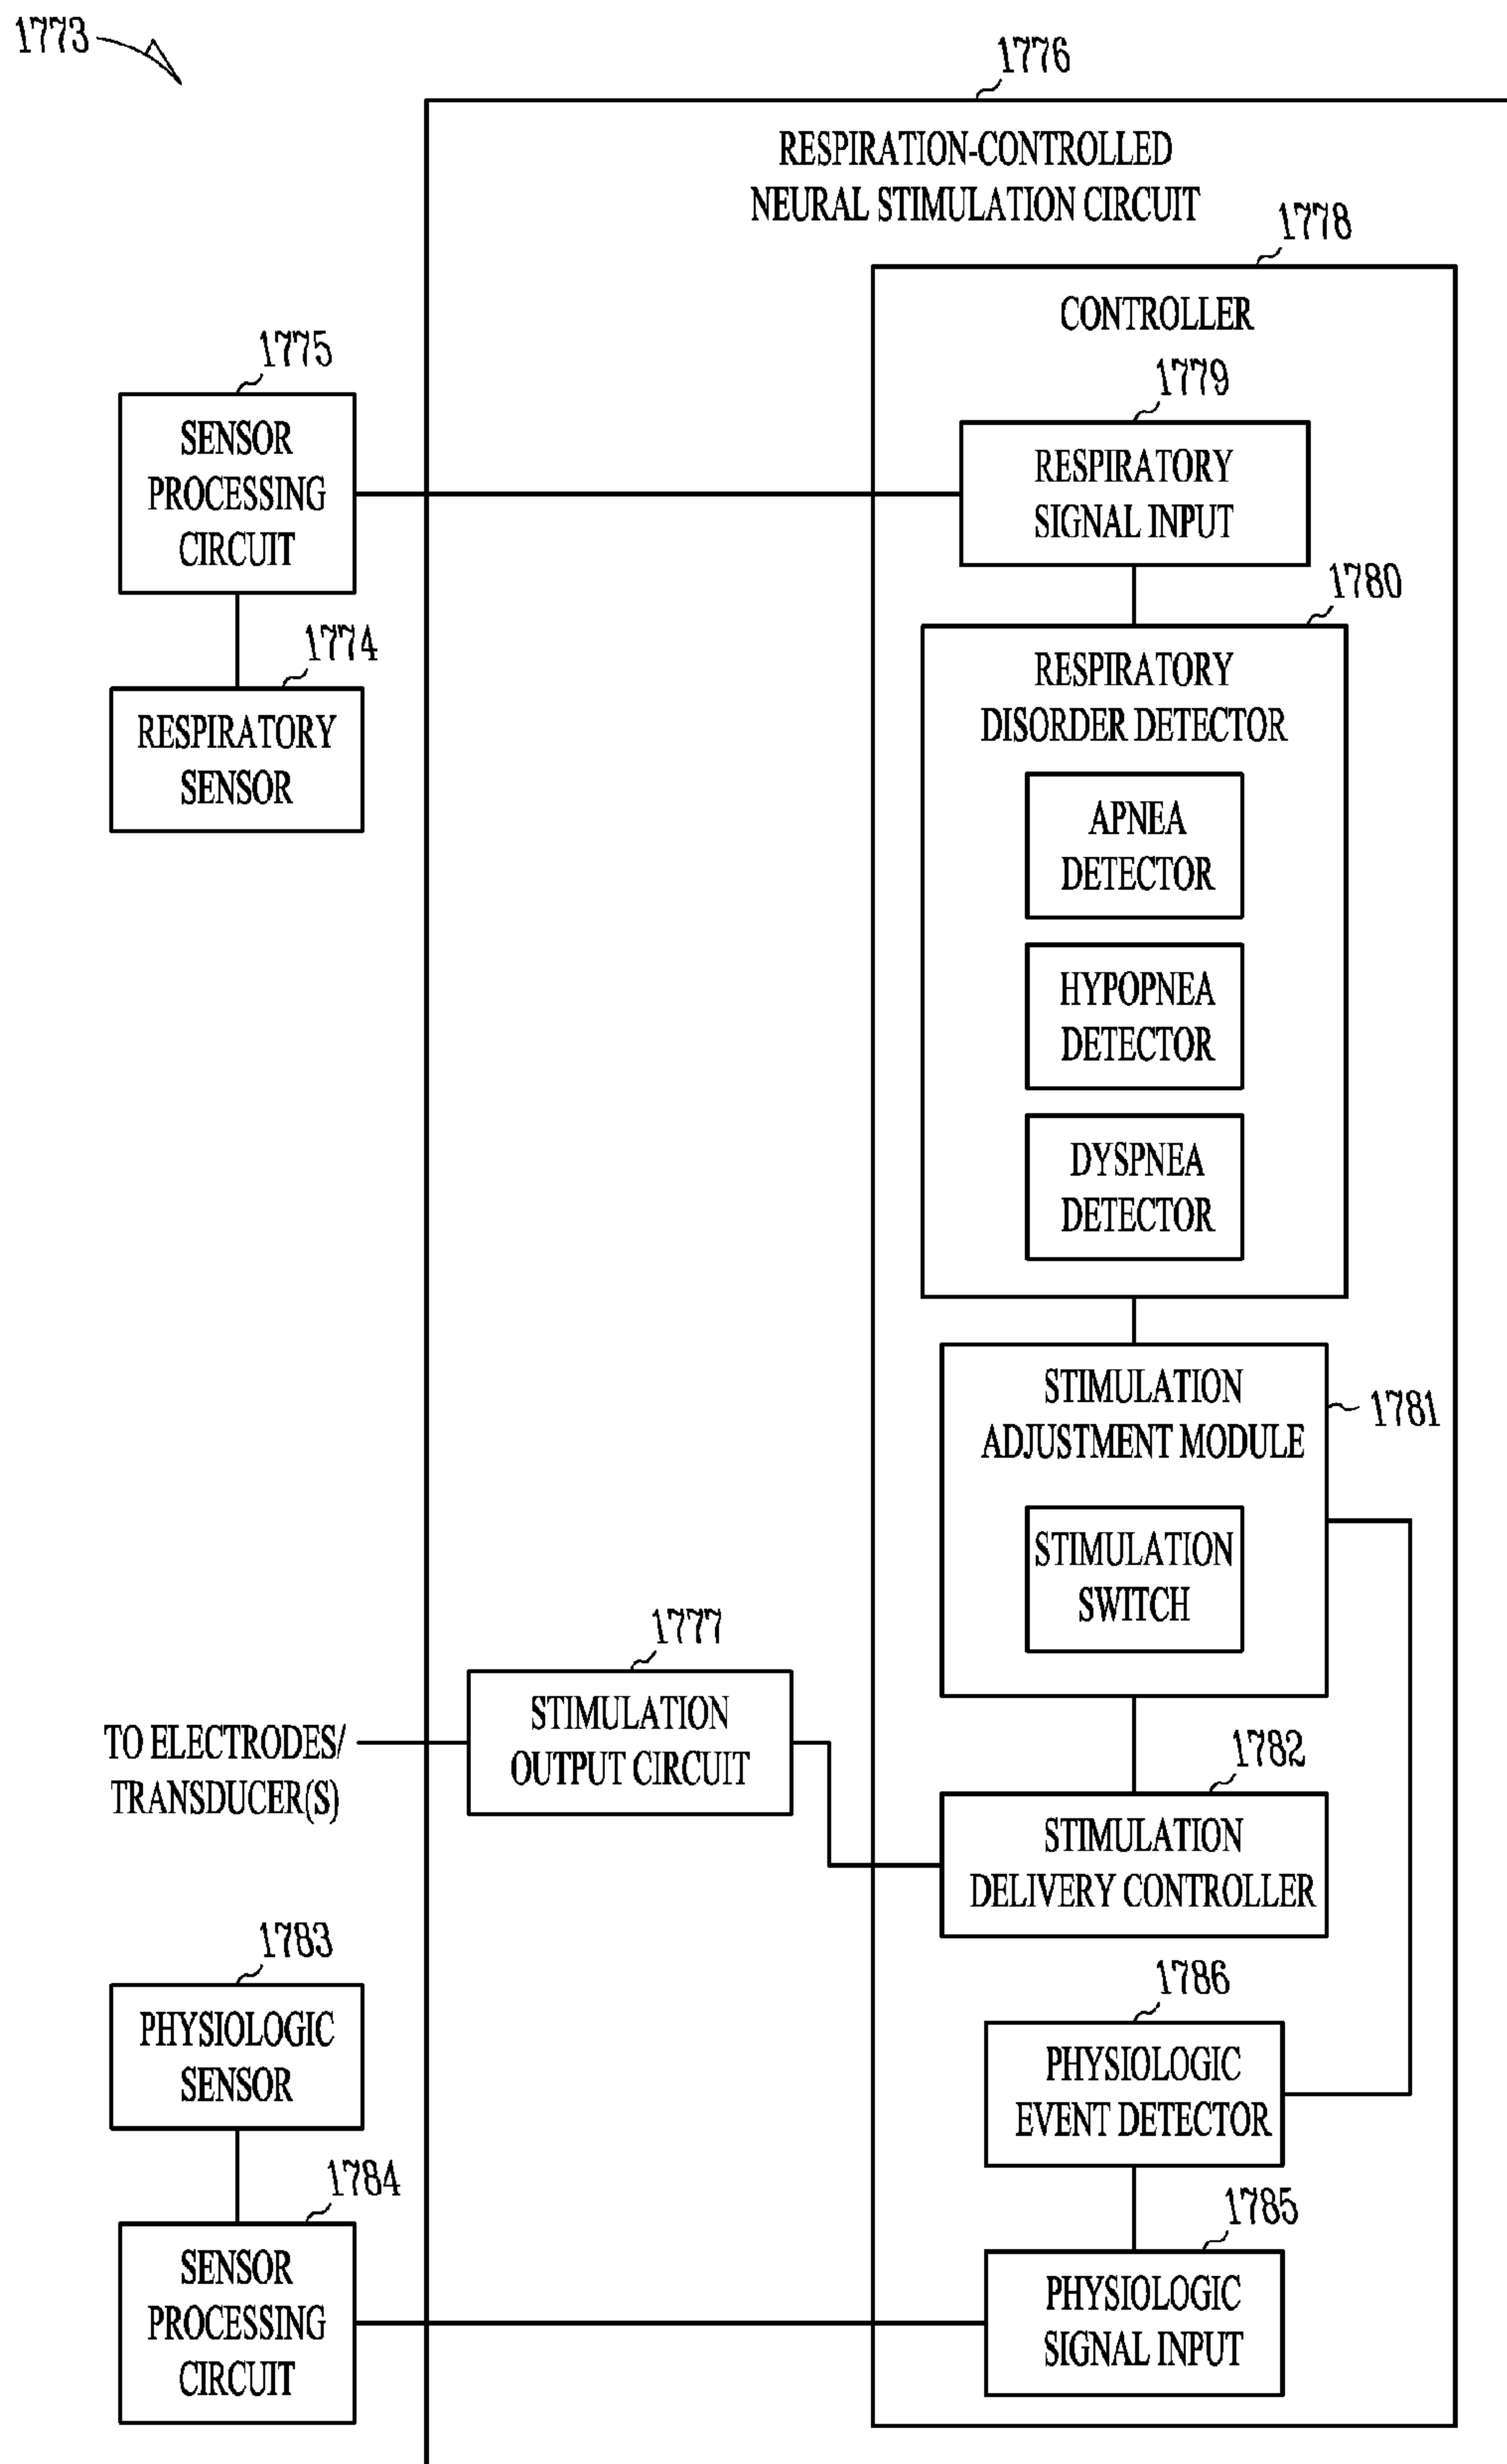 1773
1776
RESPIRATION-CONTROLLED
NEURAL STIMULATION CIRCUIT
1778
CONTROLLER
1775
SENSOR
PROCESSING
CIRCUIT
1779
RESPIRATORY
SIGNAL INPUT
1774
RESPIRATORY
SENSOR
1780
RESPIRATORY
DISORDER DETECTOR
APNEA
DETECTOR
HYPOPNEA
DETECTOR
DYSPNEA
DETECTOR
STIMULATION
ADJUSTMENT MODULE
1781
STIMULATION
SWITCH
1777
STIMULATION
OUTPUT CIRCUIT
TO ELECTRODES/
TRANSDUCER(S)
1782
STIMULATION
DELIVERY CONTROLLER
1783
PHYSIOLOGIC
SENSOR
1786
PHYSIOLOGIC
EVENT DETECTOR
1784
SENSOR
PROCESSING
CIRCUIT
1785
PHYSIOLOGIC
SIGNAL INPUT